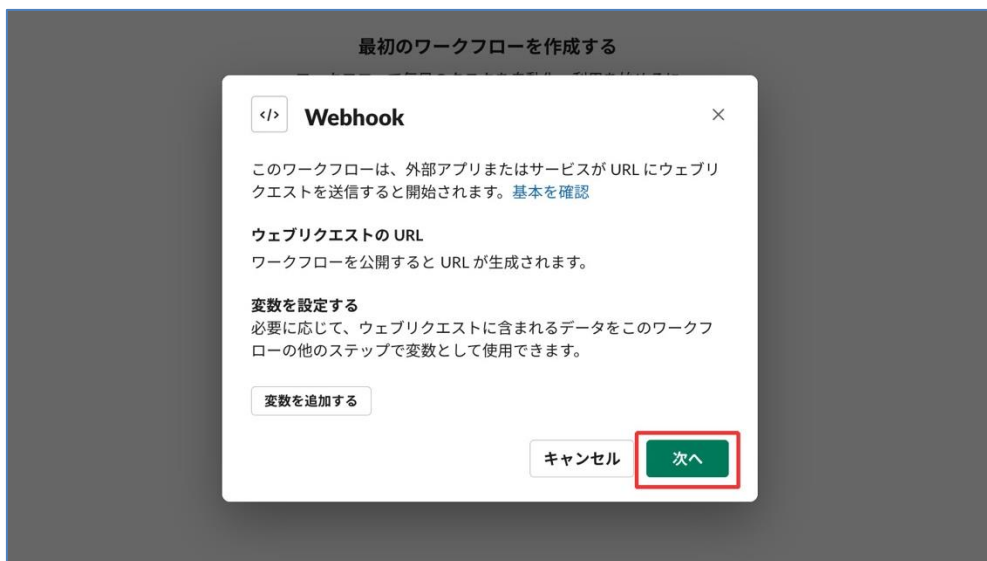 最初のワークフローを作成する
</> Webhook
このワークフローは、外部アプリまたはサービスが URL にウェブリ
クエストを送信すると開始されます。基本を確認
ウェブリクエストの URL
ワークフローを公開すると URL が生成されます。
変数を設定する
必要に応じて、ウェブリクエストに含まれるデータをこのワークフ
ローの他のステップで変数として使用できます。
変数を追加する
キャンセル 次へ